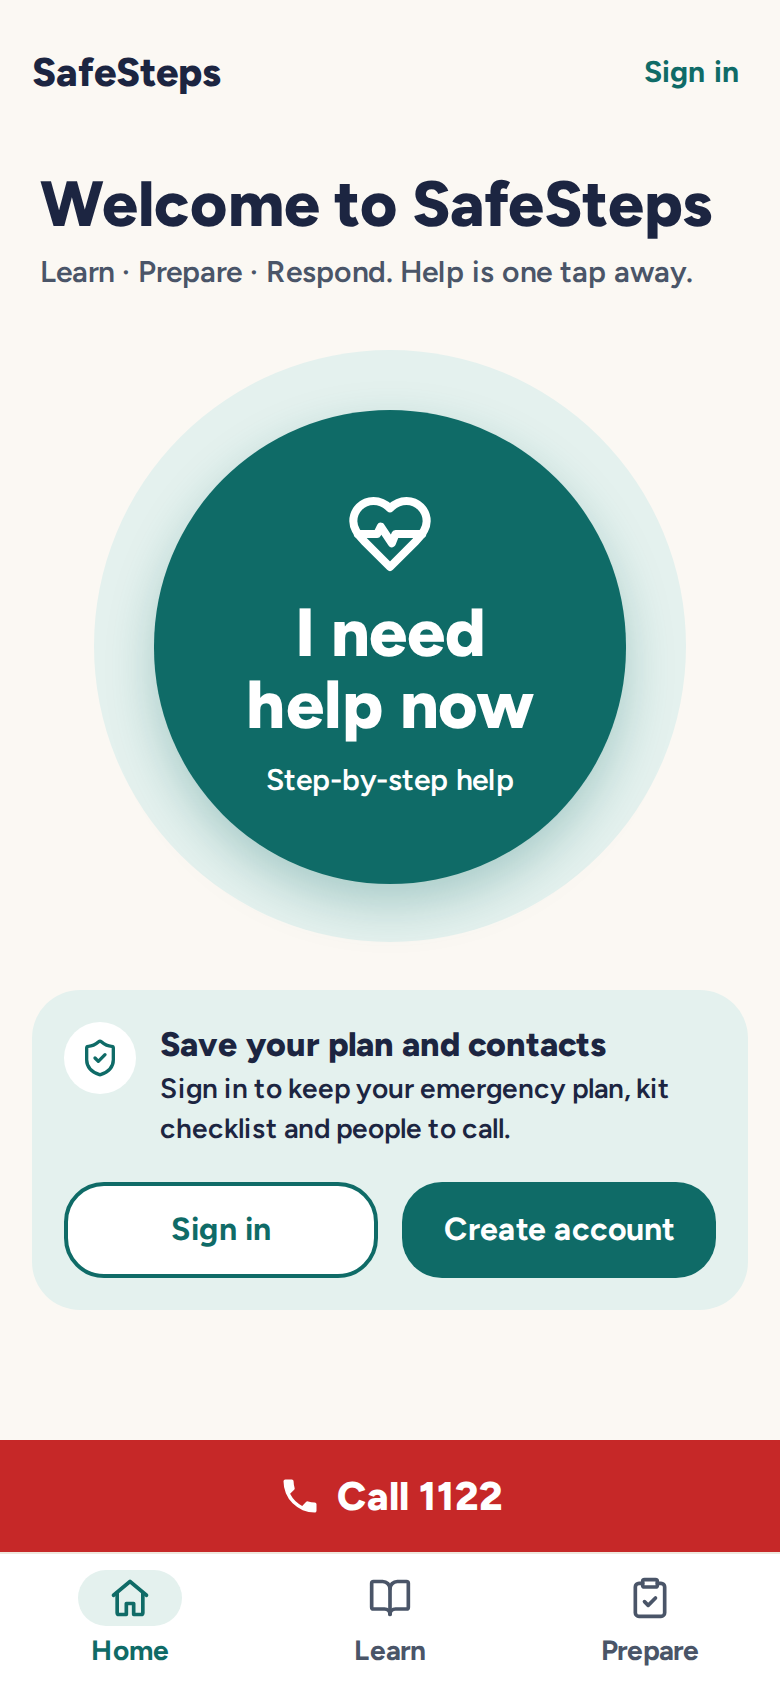 SafeSteps
Sign in
Welcome to SafeSteps
Learn · Prepare · Respond. Help is one tap away.
I need
help now
Step-by-step help
Save your plan and contacts
Sign in to keep your emergency plan, kit
checklist and people to call.
Sign in
Create account
Call 1122
Home
Learn
Prepare